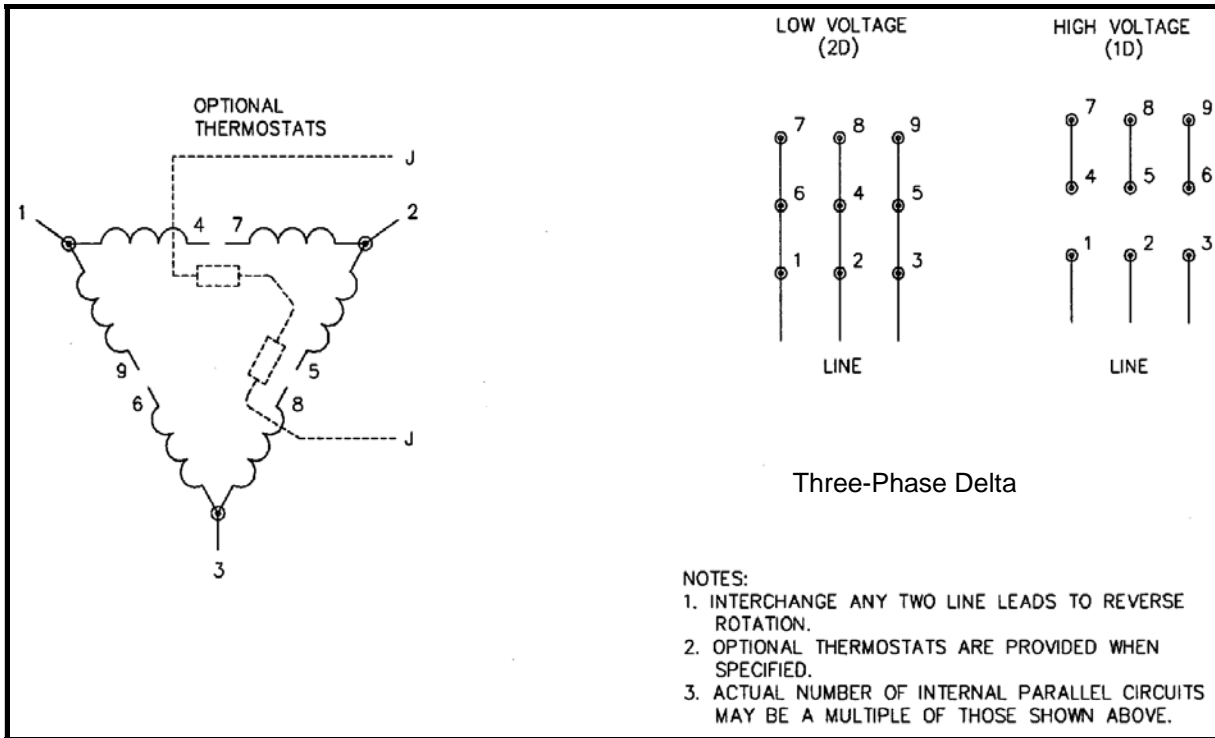 OPTIONAL
THERMOSTATS
J
1
4 7
2
9
6
5
8
J
3
LOW VOLTAGE
(2D)
7 8 9
6 4 5
1 2 3
LINE
HIGH VOLTAGE
(1D)
7 8 9
4 5 6
1 2 3
LINE
Three-Phase Delta
NOTES:
1. INTERCHANGE ANY TWO LINE LEADS TO REVERSE
ROTATION.
2. OPTIONAL THERMOSTATS ARE PROVIDED WHEN
SPECIFIED.
3. ACTUAL NUMBER OF INTERNAL PARALLEL CIRCUITS
MAY BE A MULTIPLE OF THOSE SHOWN ABOVE.